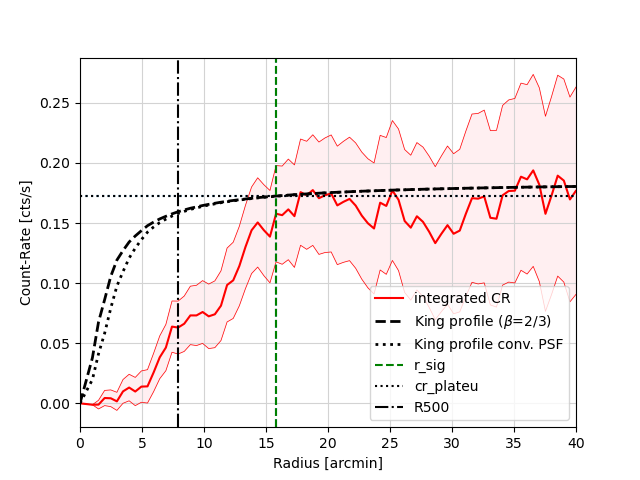 0.25
0.20
0.15
0.10
0.05
0.00
Count-Rate [cts/s]
integrated CR
King profile (β=2/3)
King profile conv. PSF
r_sig
cr_plateu
R500
0 5 10 15 20 25 30 35 40
Radius [arcmin]